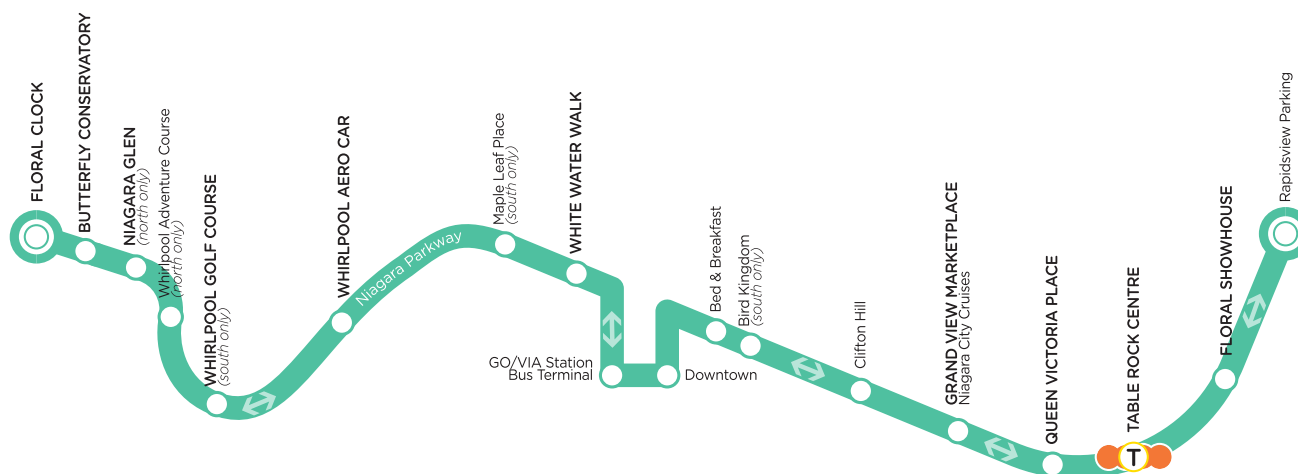 FLORAL CLOCK
BUTTERFLY CONSERVATORY
NIAGARA GLEN
(north only)
Whirlpool Adventure Course
(north only)
WHIRLPOOL GOLF COURSE
(south only)
WHIRLPOOL AERO CAR
Niagara Parkway
Maple Leaf Place
(south only)
WHITE WATER WALK
GO/VIA Station
Bus Terminal
Downtown
Bed & Breakfast
Bird Kingdom
(south only)
Clifton Hill
GRAND VIEW MARKETPLACE
Niagara City Cruises
QUEEN VICTORIA PLACE
TABLE ROCK CENTRE
T
FLORAL SHOWHOUSE
Rapidsview Parking